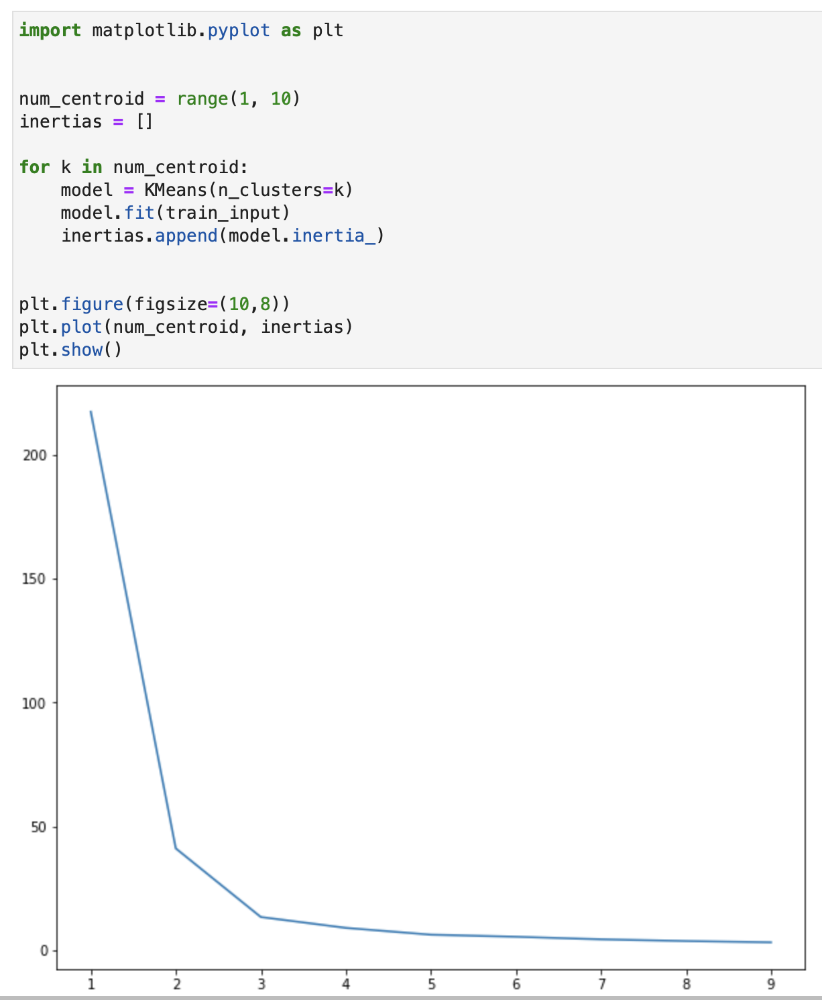 import matplotlib.pyplot as plt
num_centroid = range(1, 10)
inertias = []
for k in num_centroid:
    model = KMeans(n_clusters=k)
    model.fit(train_input)
    inertias.append(model.inertia_)
plt.figure(figsize=(10,8))
plt.plot(num_centroid, inertias)
plt.show()
200
150
100
50
0
1 2 3 4 5 6 7 8 9